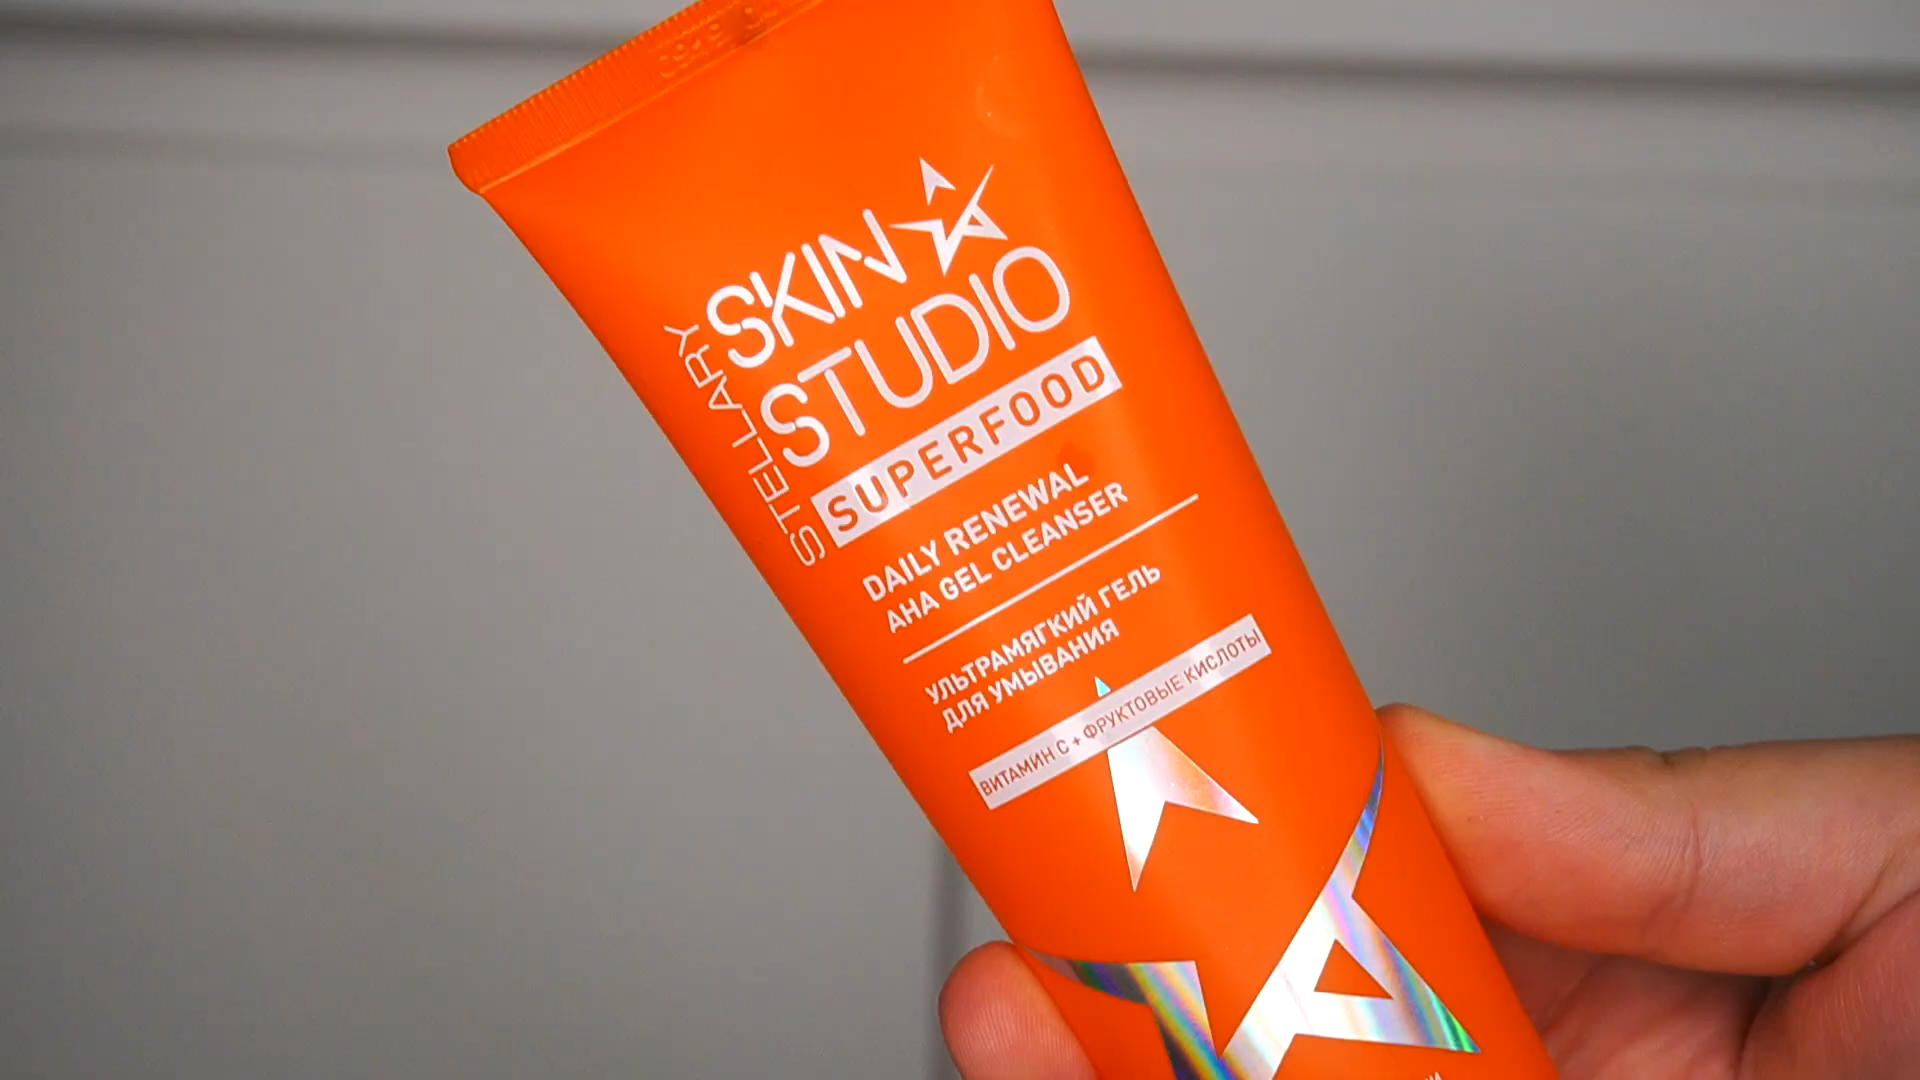 STELLARY
SKIN
STUDIO
SUPERFOOD
DAILY RENEWAL
AHA GEL CLEANSER
УЛЬТРАМЯГКИЙ ГЕЛЬ
ДЛЯ УМЫВАНИЯ
ВИТАМИН С + ФРУКТОВЫЕ КИСЛОТЫ